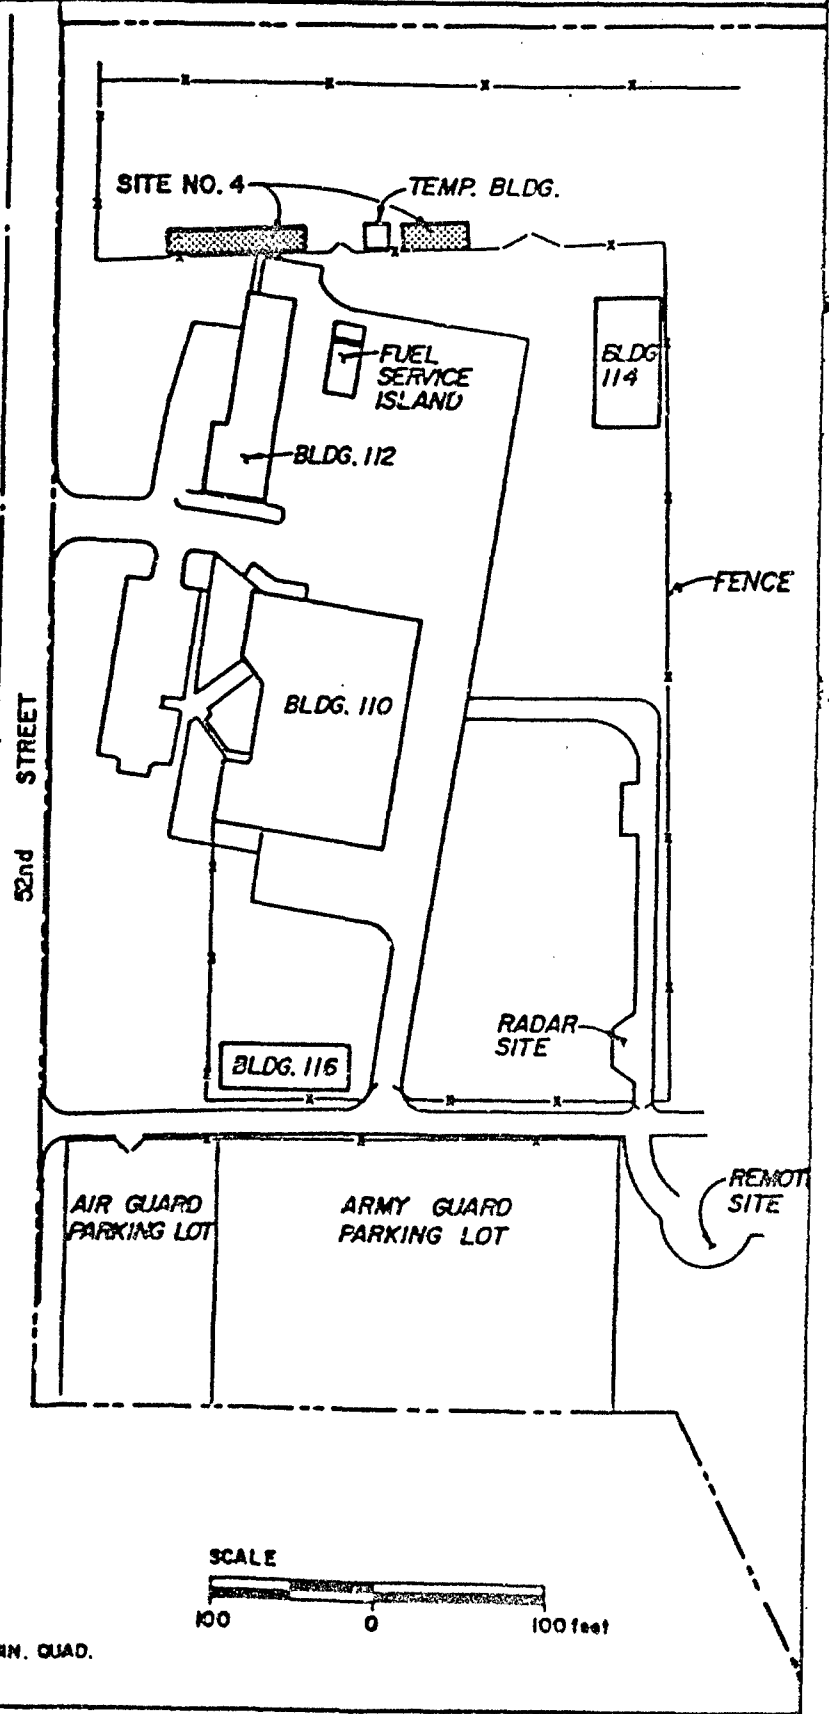 SITE NO. 4
TEMP. BLDG.
BLDG
114
FUEL
SERVICE
ISLAND
BLDG. 112
FENCE
BLDG. 110
52nd STREET
RADAR
SITE
BLDG. 116
AIR GUARD
PARKING LOT
ARMY GUARD
PARKING LOT
REMOT
SITE
SCALE
100 0 100 feet
QUAD.